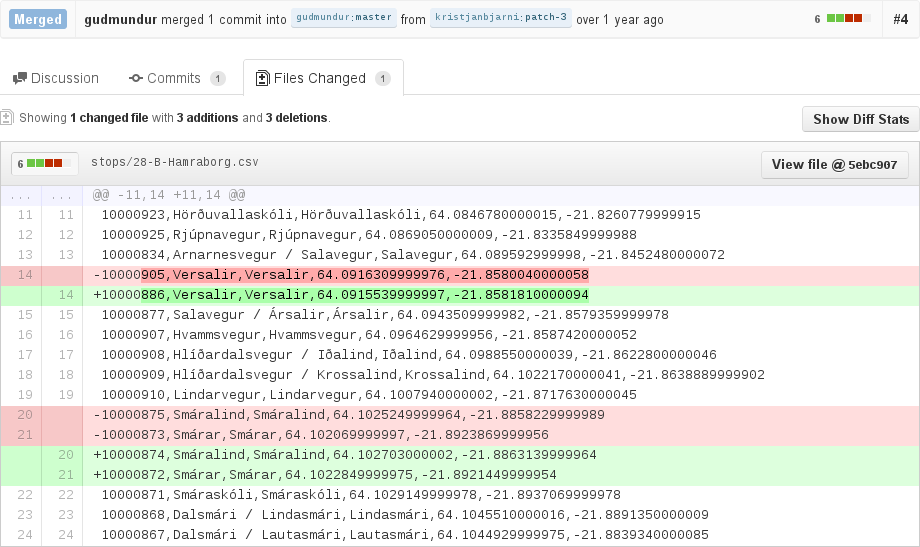 Merged gudmundur merged 1 commit into gudmundur:master from kristjanbjarni:patch-3 over 1 year ago 6 #4
Discussion Commits 1 Files Changed 1
Showing 1 changed file with 3 additions and 3 deletions. Show Diff Stats
6 stops/28-B-Hamraborg.csv View file @ 5ebc907
... ... @@ -11,14 +11,14 @@
11 11 10000923,Hörðuvallaskóli,Hörðuvallaskóli,64.0846780000015,-21.8260779999915
12 12 10000925,Rjúpnavegur,Rjúpnavegur,64.0869050000009,-21.8335849999988
13 13 10000834,Arnarnesvegur / Salavegur,Salavegur,64.089592999998,-21.8452480000072
14 -10000905,Versalir,Versalir,64.0916309999976,-21.8580040000058
14 +10000886,Versalir,Versalir,64.0915539999997,-21.8581810000094
15 15 10000877,Salavegur / Ársalir,Ársalir,64.0943509999982,-21.8579359999978
16 16 10000907,Hvammsvegur,Hvammsvegur,64.0964629999956,-21.8587420000052
17 17 10000908,Hlíðardalsvegur / Iðalind,Iðalind,64.0988550000039,-21.8622800000046
18 18 10000909,Hlíðardalsvegur / Krossalind,Krossalind,64.1022170000041,-21.8638889999902
19 19 10000910,Lindarvegur,Lindarvegur,64.1007940000002,-21.8717630000045
20 -10000875,Smáralind,Smáralind,64.1025249999964,-21.8858229999989
21 -10000873,Smárar,Smárar,64.102069999997,-21.8923869999956
20 +10000874,Smáralind,Smáralind,64.102703000002,-21.8863139999964
21 +10000872,Smárar,Smárar,64.1022849999975,-21.8921449999954
22 22 10000871,Smáraskóli,Smáraskóli,64.1029149999978,-21.8937069999978
23 23 10000868,Dalsmári / Lindasmári,Lindasmári,64.1045510000016,-21.8891350000009
24 24 10000867,Dalsmári / Lautasmári,Lautasmári,64.1044929999975,-21.8839340000085